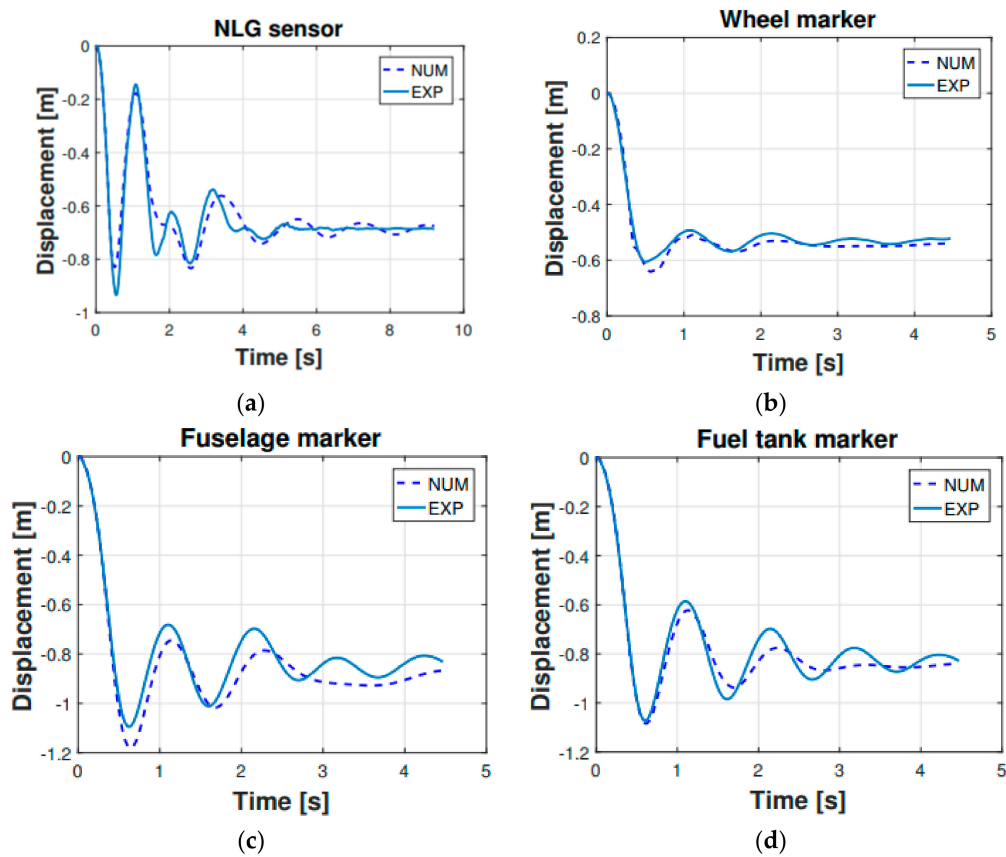 NLG sensor
0
-0.2
-0.4
-0.6
-0.8
-1
Displacement [m]
NUM
EXP
0 2 4 6 8 10
Time [s]
(a)
Wheel marker
0.2
0
-0.2
-0.4
-0.6
-0.8
Displacement [m]
NUM
EXP
0 1 2 3 4 5
Time [s]
(b)
Fuselage marker
0
-0.2
-0.4
-0.6
-0.8
-1
-1.2
Displacement [m]
NUM
EXP
0 1 2 3 4 5
Time [s]
(c)
Fuel tank marker
0
-0.2
-0.4
-0.6
-0.8
-1
-1.2
Displacement [m]
NUM
EXP
0 1 2 3 4 5
Time [s]
(d)